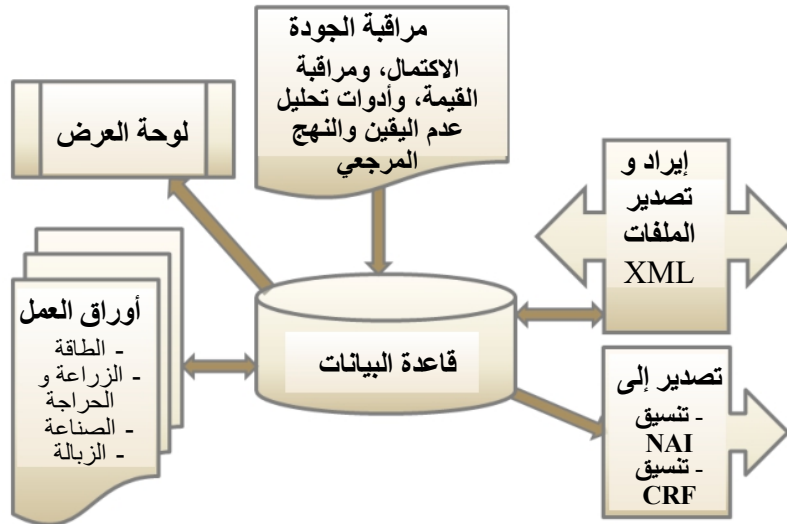 مراقبة الجودة
الاكتمال، ومراقبة
القيمة، وأدوات تحليل
عدم اليقين والنهج
المرجعي
لوحة العرض
إيراد و
تصدير
الملفات
XML
أوراق العمل
- الطاقة
- الزراعة و
الحراجة
- الصناعة
- الزبالة
قاعدة البيانات
تصدير إلى
- تنسيق
NAI
- تنسيق
CRF